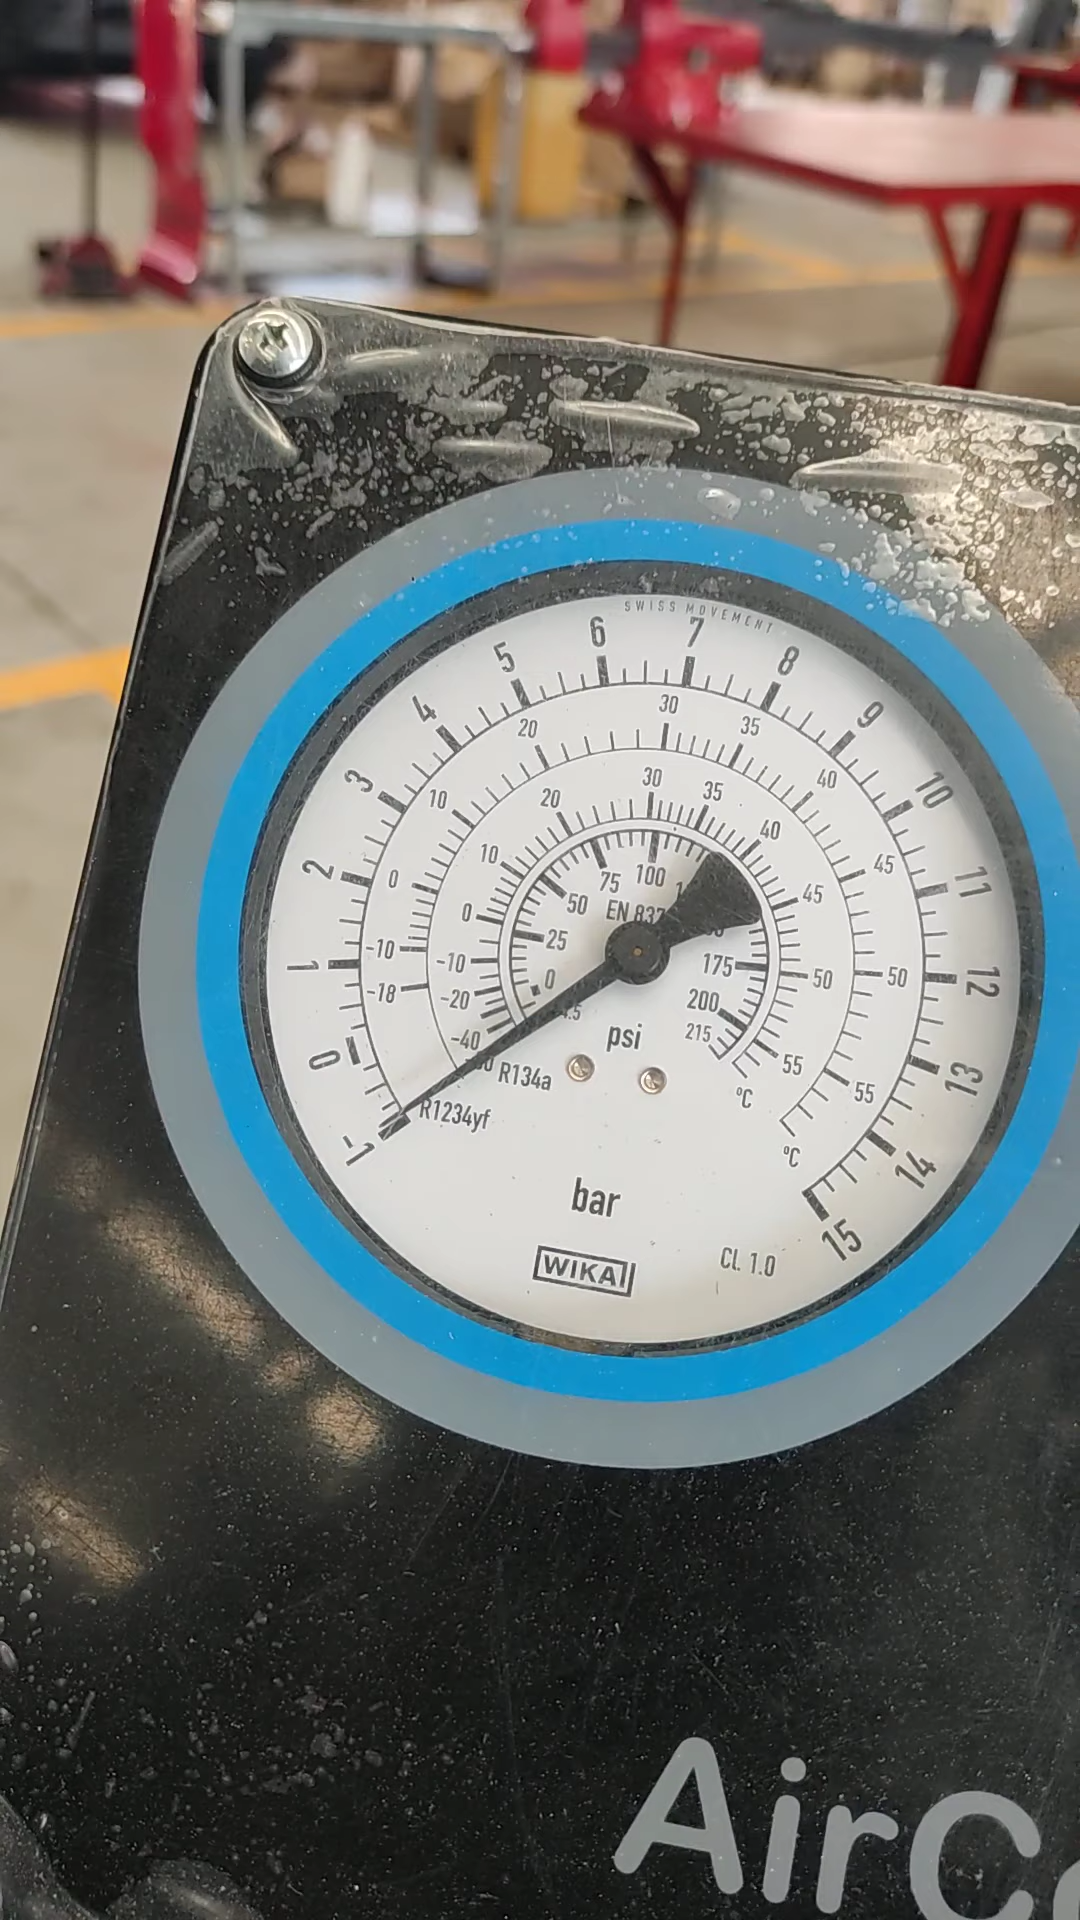 SWISS MOVEMENT
-1 0 1 2 3 4 5 6 7 8 9 10 11 12 13 14 15
-18 -10 0 10 20 30 35 40 45 50 55 °C
-40 -20 -10 0 10 20 30 35 40 45 50 55 °C
0 25 50 75 100 175 200 215
EN 837
psi
R134a
R1234yf
bar
WIKA
Cl. 1.0